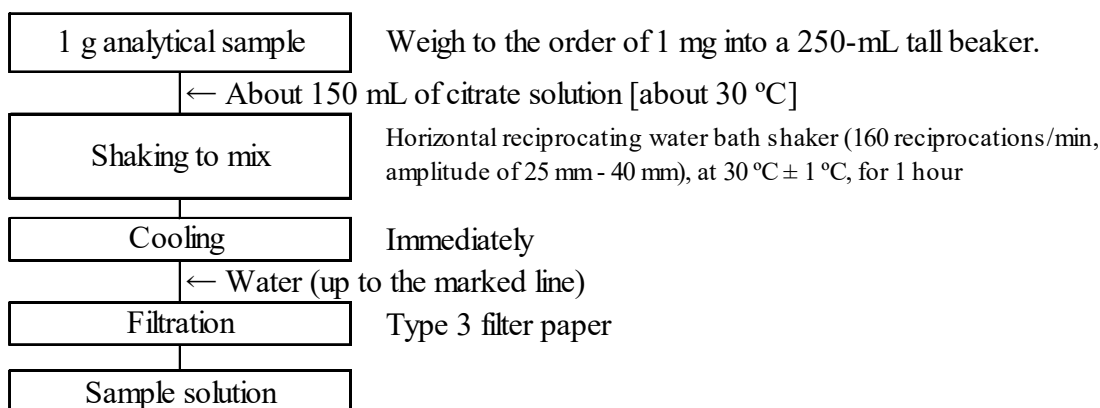 1 g analytical sample Weigh to the order of 1 mg into a 250-mL tall beaker.
← About 150 mL of citrate solution [about 30 ºC]
Shaking to mix
Horizontal reciprocating water bath shaker (160 reciprocations/min,
amplitude of 25 mm - 40 mm), at 30 ºC ± 1 ºC, for 1 hour
Cooling Immediately
← Water (up to the marked line)
Filtration Type 3 filter paper
Sample solution